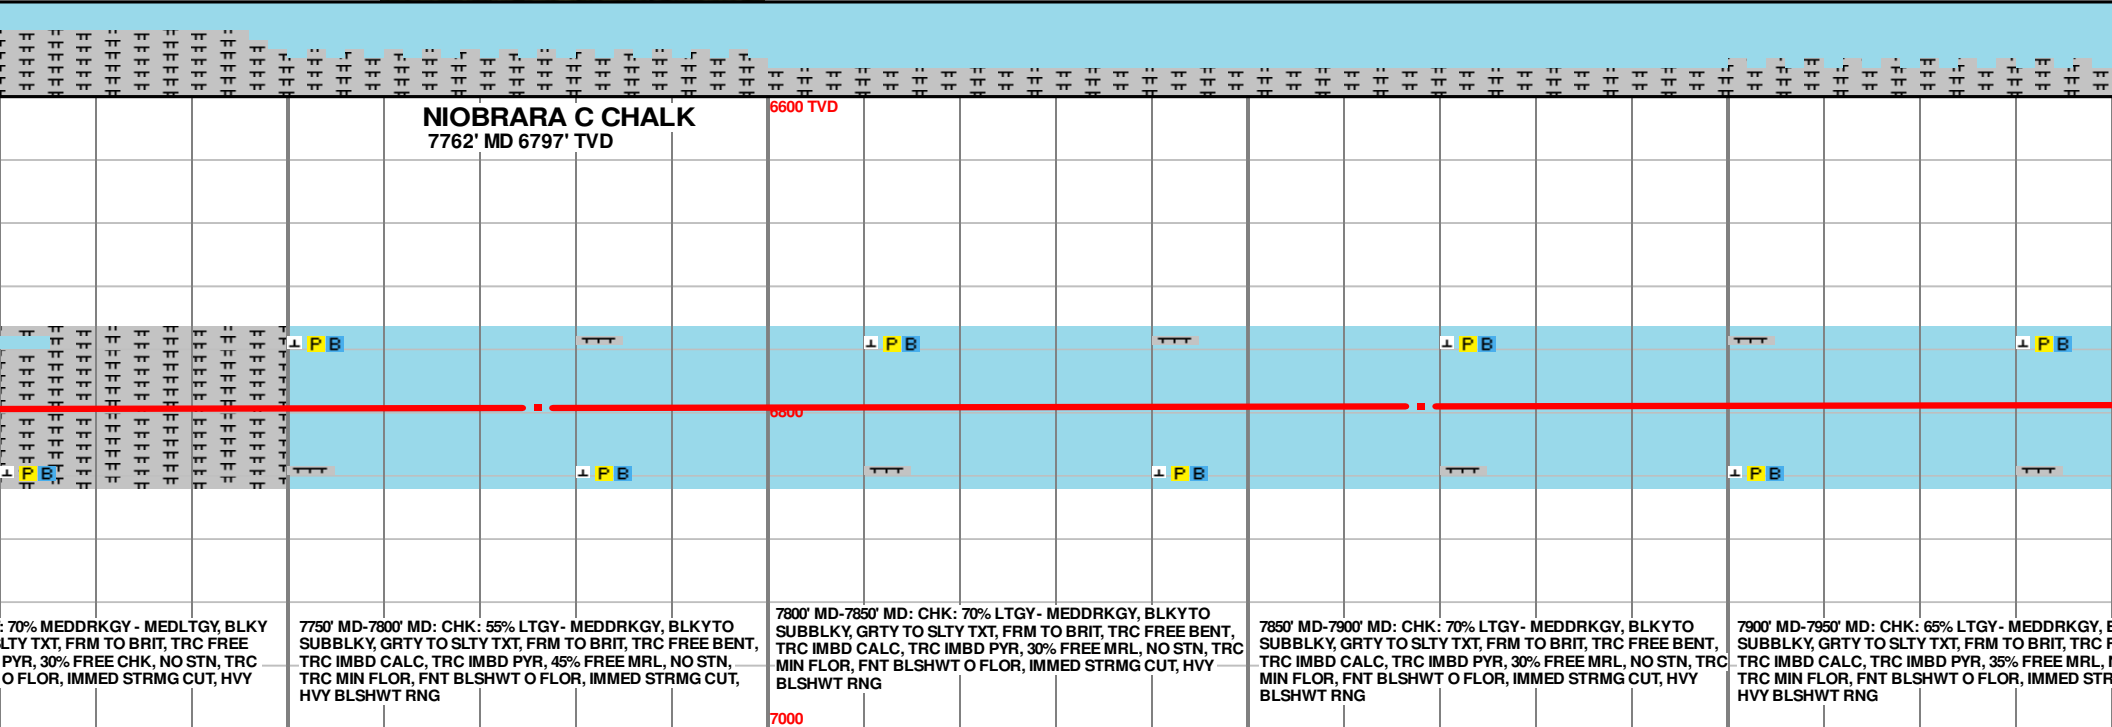 NIOBRARA C CHALK
7762' MD 6797' TVD
6600 TVD
P B
P B
P B
P B
6800
P B
P B
P B
P B
: 70% MEDDRKGY - MEDLTGY, BLKY
LTY TXT, FRM TO BRIT, TRC FREE
PYR, 30% FREE CHK, NO STN, TRC
O FLOR, IMMED STRMG CUT, HVY
7750' MD-7800' MD: CHK: 55% LTGY- MEDDRKGY, BLKY TO
SUBBLKY, GRTY TO SLTY TXT, FRM TO BRIT, TRC FREE BENT,
TRC IMBD CALC, TRC IMBD PYR, 45% FREE MRL, NO STN,
TRC MIN FLOR, FNT BLSHWT O FLOR, IMMED STRMG CUT,
HVY BLSHWT RNG
7800' MD-7850' MD: CHK: 70% LTGY- MEDDRKGY, BLKY TO
SUBBLKY, GRTY TO SLTY TXT, FRM TO BRIT, TRC FREE BENT,
TRC IMBD CALC, TRC IMBD PYR, 30% FREE MRL, NO STN, TRC
MIN FLOR, FNT BLSHWT O FLOR, IMMED STRMG CUT, HVY
BLSHWT RNG
7850' MD-7900' MD: CHK: 70% LTGY- MEDDRKGY, BLKY TO
SUBBLKY, GRTY TO SLTY TXT, FRM TO BRIT, TRC FREE BENT,
TRC IMBD CALC, TRC IMBD PYR, 30% FREE MRL, NO STN, TRC
MIN FLOR, FNT BLSHWT O FLOR, IMMED STRMG CUT, HVY
BLSHWT RNG
7900' MD-7950' MD: CHK: 65% LTGY- MEDDRKGY,
SUBBLKY, GRTY TO SLTY TXT, FRM TO BRIT, TRC
TRC IMBD CALC, TRC IMBD PYR, 35% FREE MRL,
TRC MIN FLOR, FNT BLSHWT O FLOR, IMMED STR
HVY BLSHWT RNG
7000